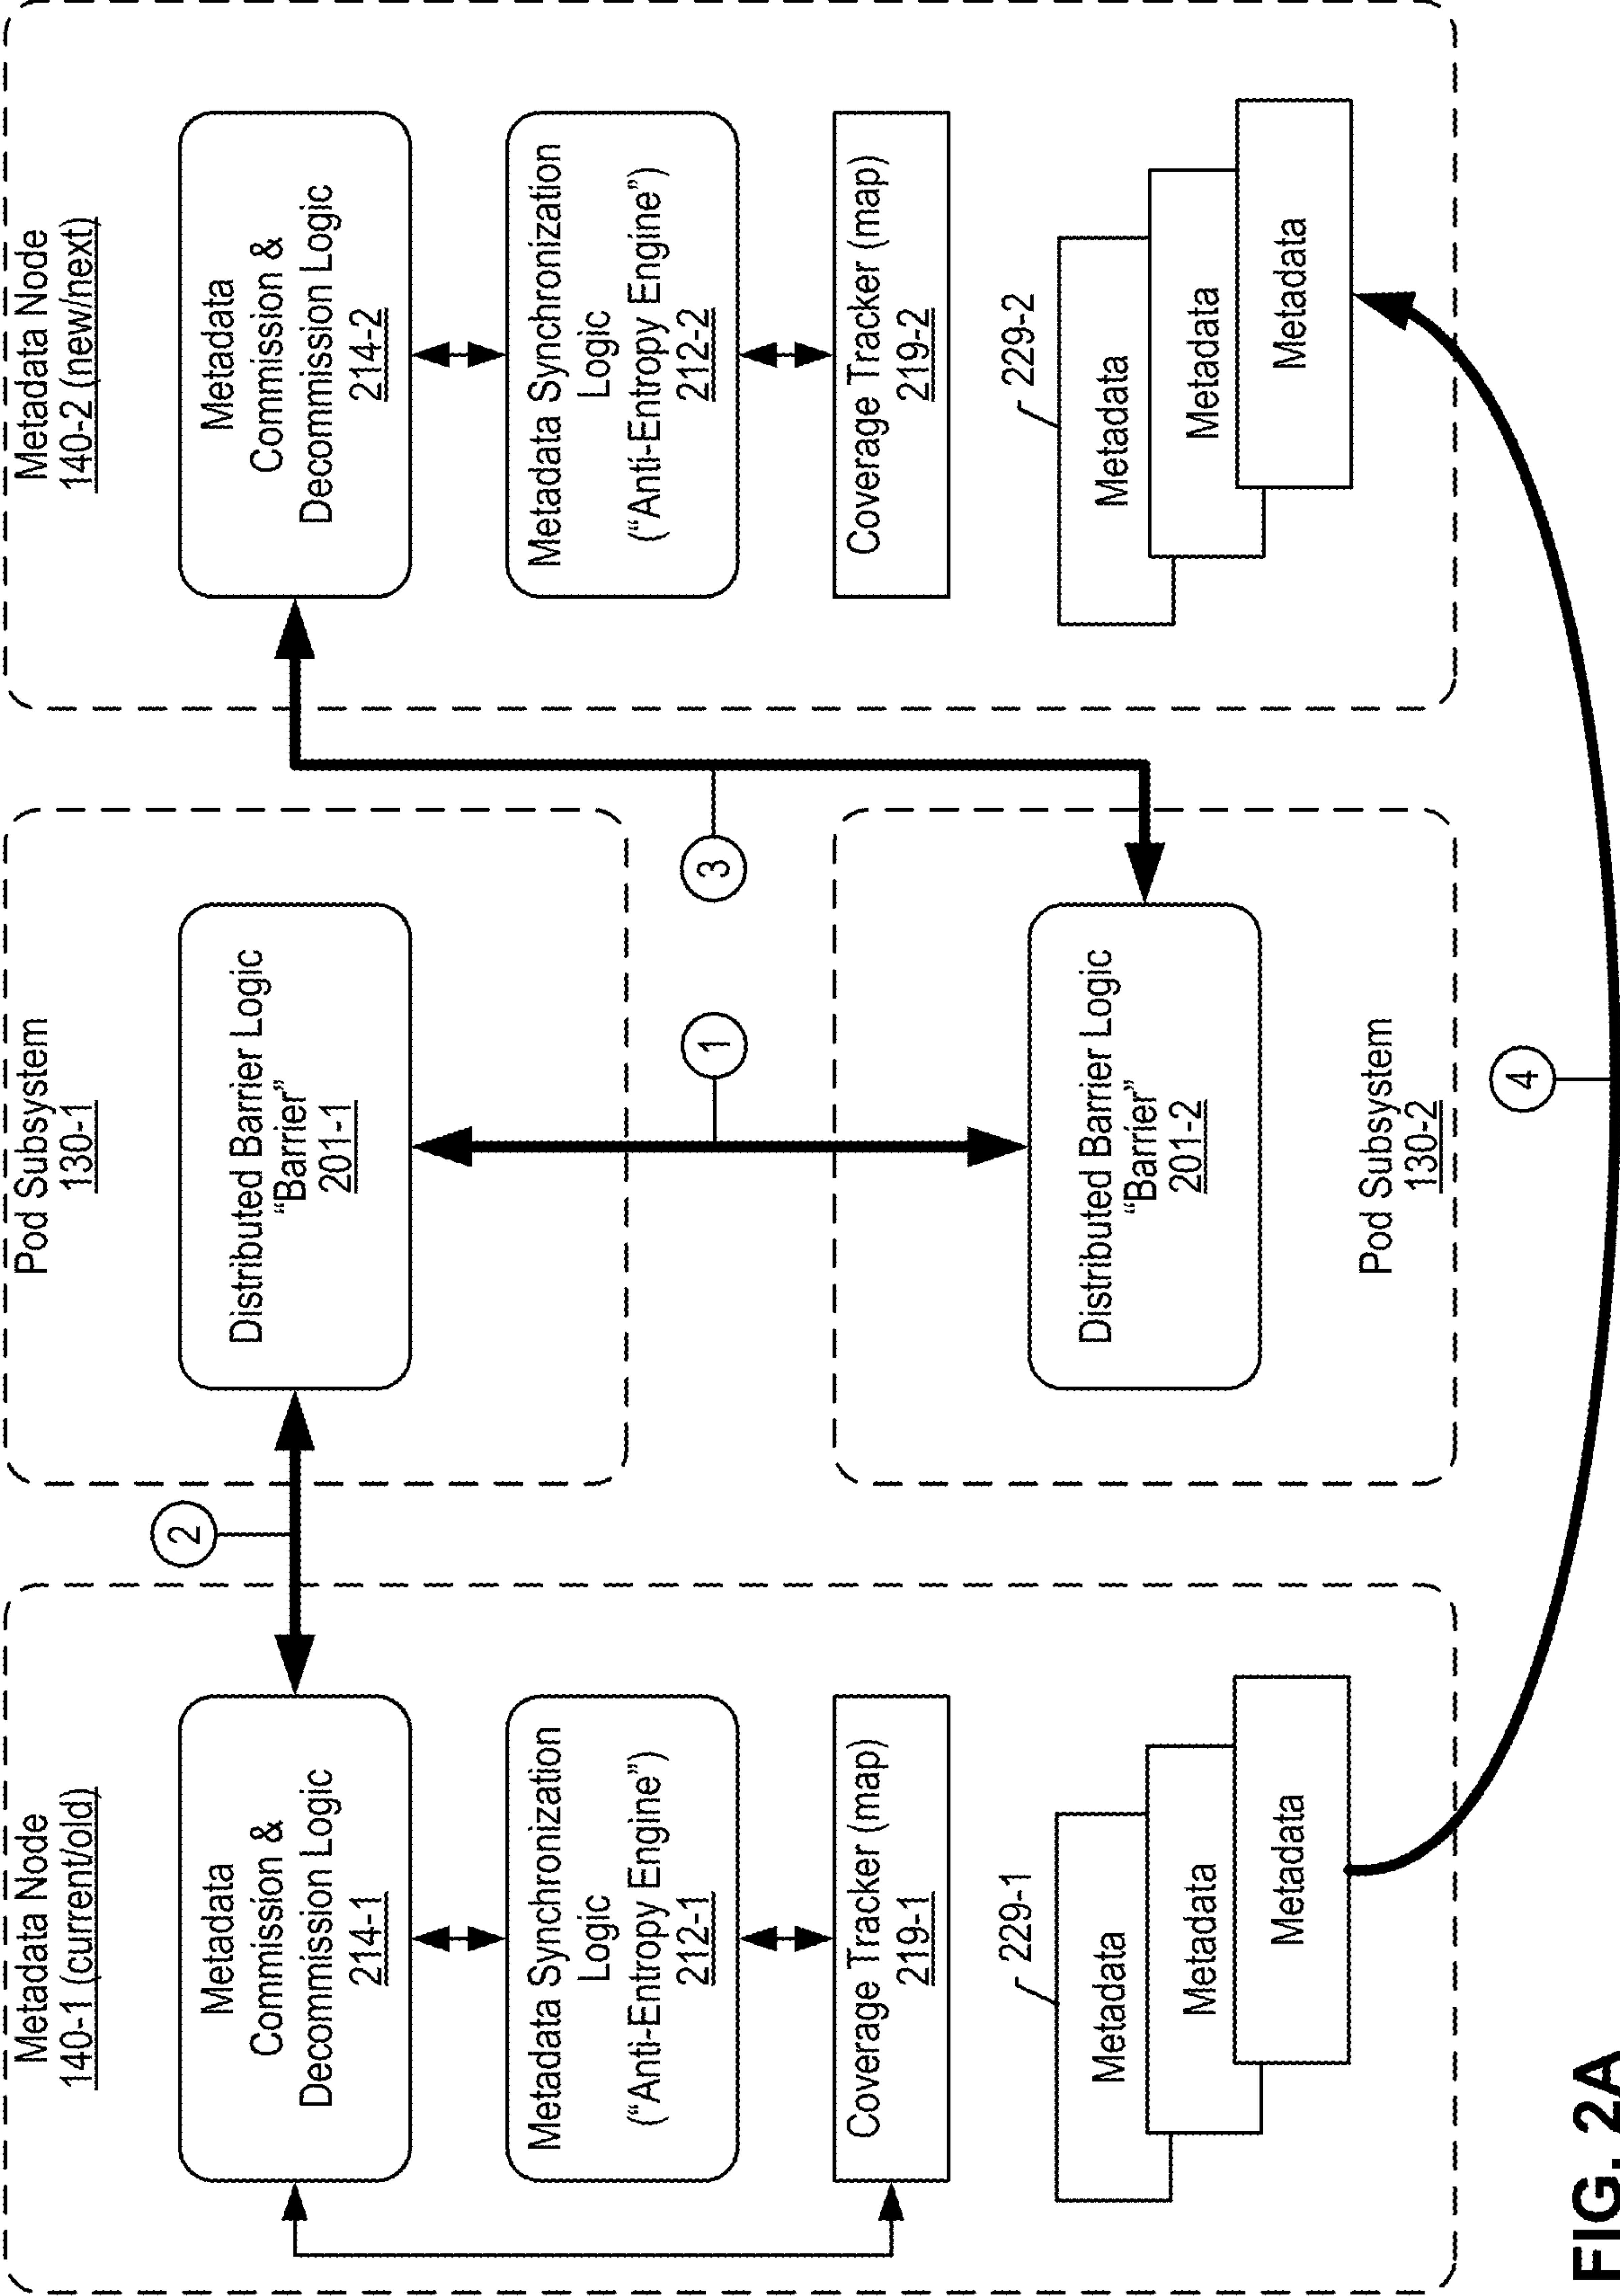 Metadata Node
140-1 (current/old)
Metadata
Commission &
Decommission Logic
214-1
Metadata Synchronization
Logic
(“Anti-Entropy Engine”)
212-1
Coverage Tracker (map)
219-1
229-1
Metadata
Metadata
Metadata
2
Pod Subsystem
130-1
Distributed Barrier Logic
“Barrier”
201-1
1
3
Distributed Barrier Logic
“Barrier”
201-2
Pod Subsystem
130-2
Metadata Node
140-2 (new/next)
Metadata
Commission &
Decommission Logic
214-2
Metadata Synchronization
Logic
(“Anti-Entropy Engine”)
212-2
Coverage Tracker (map)
219-2
229-2
Metadata
Metadata
Metadata
4
FIG. 2A